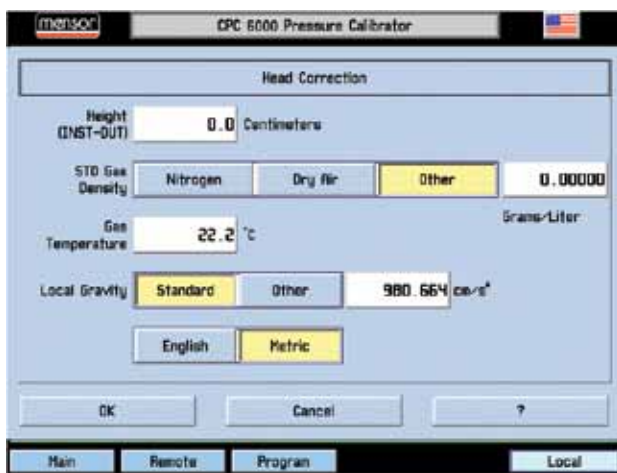 mensor
CPC 6000 Pressure Calibrator
Head Correction
Height
(INST-OUT)
0.0 Centimeters
STD Gas
Density
Nitrogen Dry Air Other 0.00000
Grams/Liter
Gas
Temperature
22.2 °C
Local Gravity Standard Other 980.664 cm/s²
English Metric
OK Cancel ?
Main Remote Program Local